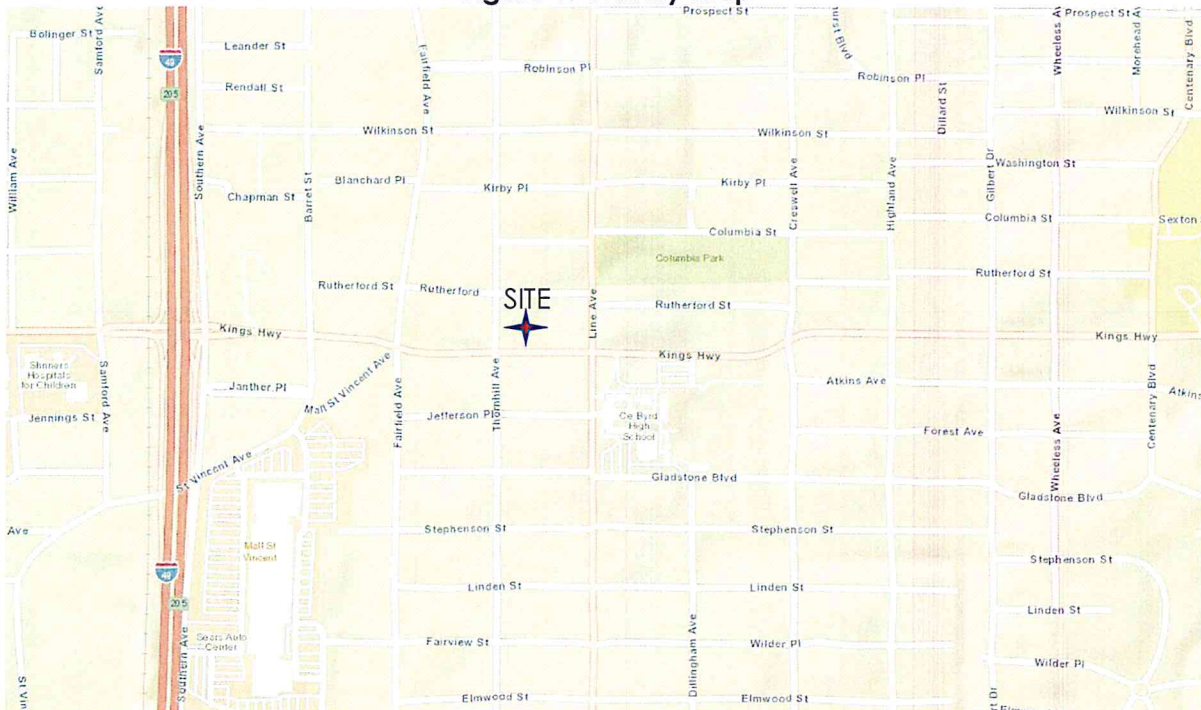 Prospect St
Prospect St
Bolinger St
Samford Ave
49
Leander St
Fairfield Ave
Robinson Pl
Robinson Pl
Wheeless
Morehead
Centenary Blvd
Rendall St
205
Dillard St
Wilkinson St
Wilkinson St
Wilkinson St
William Ave
Southern Ave
Barret St
Blanchard Pl
Kirby Pl
Kirby Pl
Creswell Ave
Highland Ave
Gilbert Dr
Washington St
Chapman St
Columbia St
Columbia St
Sexton
Columbia Park
Rutherford St
Rutherford St
Rutherford
SITE
Line Ave
Rutherford St
Kings Hwy
Kings Hwy
Kings Hwy
Shriners
Hospitals
for Children
Samford Ave
Janther Pl
Mall St Vincent Ave
Fairfield Ave
Thornhill Ave
Atkins Ave
Atkins
Centenary Blvd
Jennings St
Jefferson Pl
Ce Byrd
High
School
Forest Ave
Wheeless Ave
St Vincent Ave
Gladstone Blvd
Gladstone Blvd
Ave
Stephenson St
Stephenson St
Mall St
Vincent
Stephenson St
49
Linden St
Linden St
205
Linden St
Southern Ave
Sears Auto
Center
Fairview St
Dillingham Ave
Wilder Pl
Wilder Pl
Elmwood St
Elmwood St